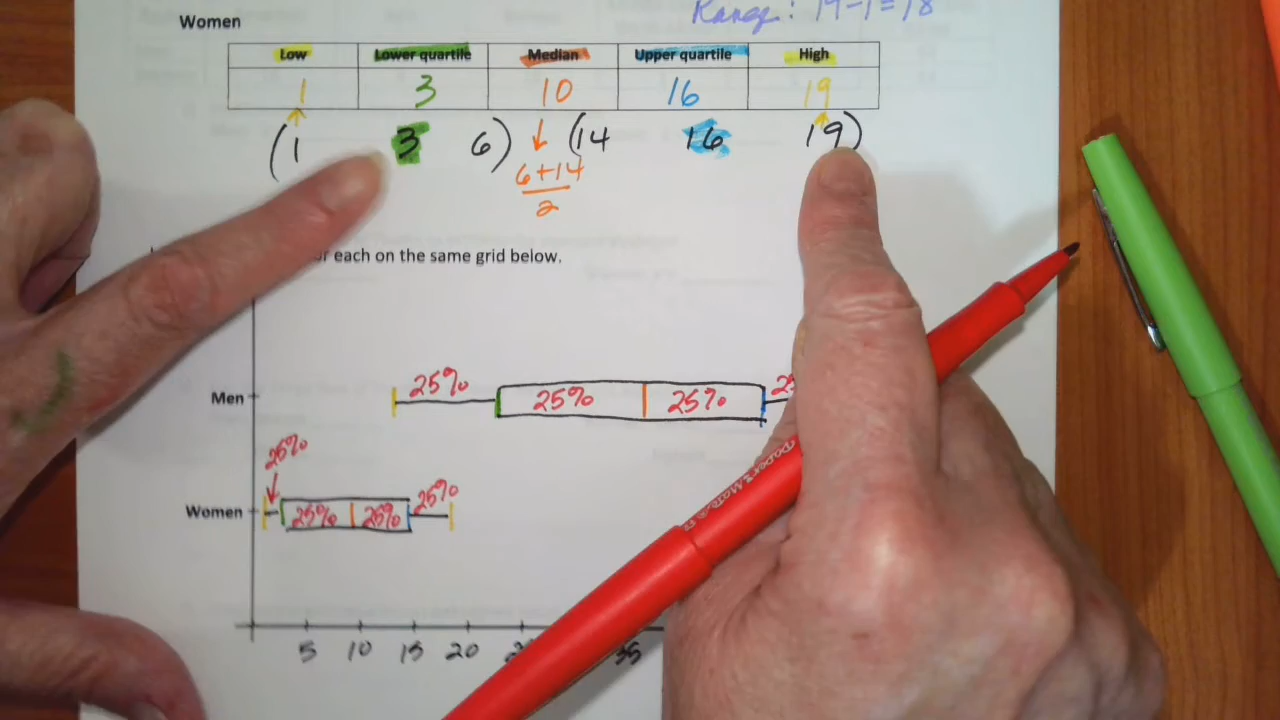 Women
Range: 19-1=18
Low Lower quartile Median Upper quartile High
1 3 10 16 19
(1 3 6) (14 16 19)
6+14
2
each on the same grid below.
Men 25% 25% 25%
25%
Women 25% 25% 25%
5 10 15 20 35